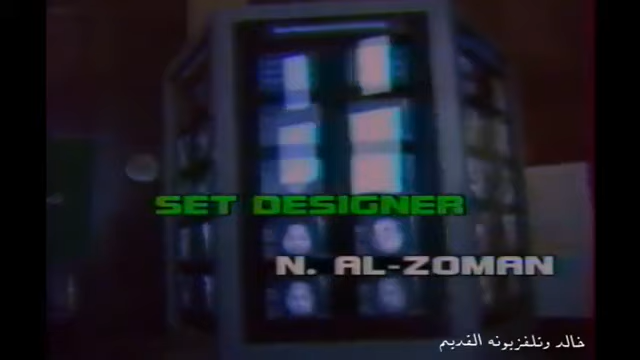 SET DESIGNER
N. AL-ZOMAN
خالد وتلفزيونه القديم